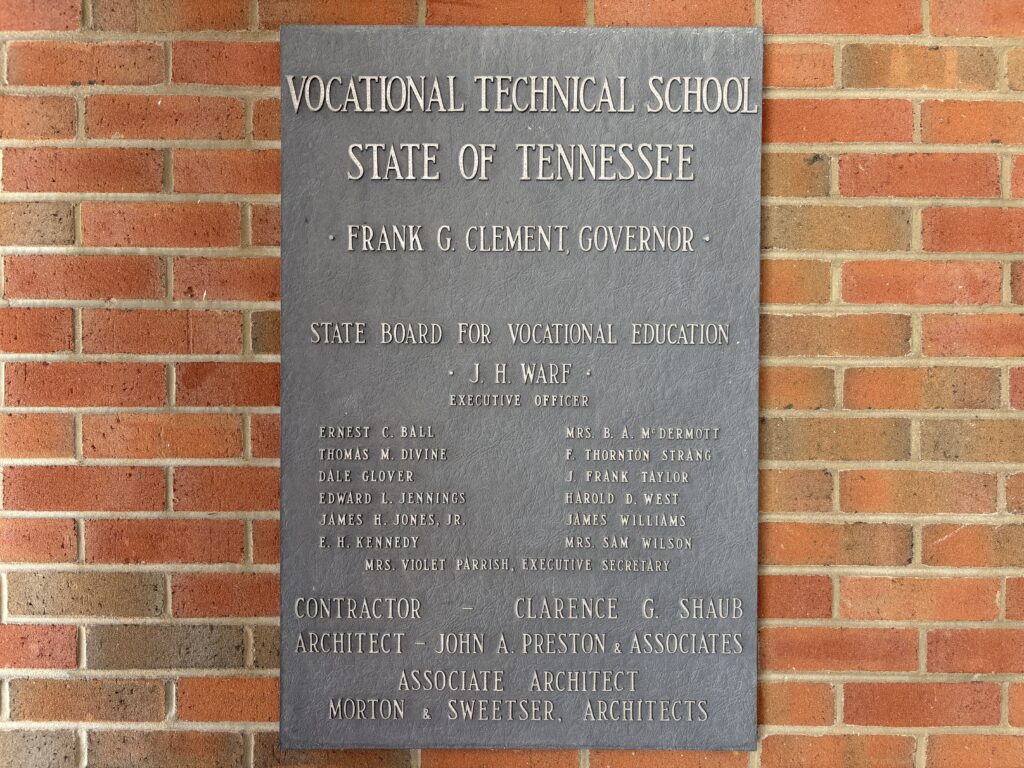 VOCATIONAL TECHNICAL SCHOOL
STATE OF TENNESSEE
· FRANK G. CLEMENT, GOVERNOR ·
STATE BOARD FOR VOCATIONAL EDUCATION.
· J. H. WARF ·
EXECUTIVE OFFICER
ERNEST C. BALL
THOMAS M. DIVINE
DALE GLOVER
EDWARD L. JENNINGS
JAMES H. JONES, JR.
E. H. KENNEDY
MRS. B. A. McDERMOTT
F. THORNTON STRANG
J. FRANK TAYLOR
HAROLD D. WEST
JAMES WILLIAMS
MRS. SAM WILSON
MRS. VIOLET PARRISH, EXECUTIVE SECRETARY
CONTRACTOR – CLARENCE G. SHAUB
ARCHITECT – JOHN A. PRESTON & ASSOCIATES
ASSOCIATE ARCHITECT
MORTON & SWEETSER, ARCHITECTS